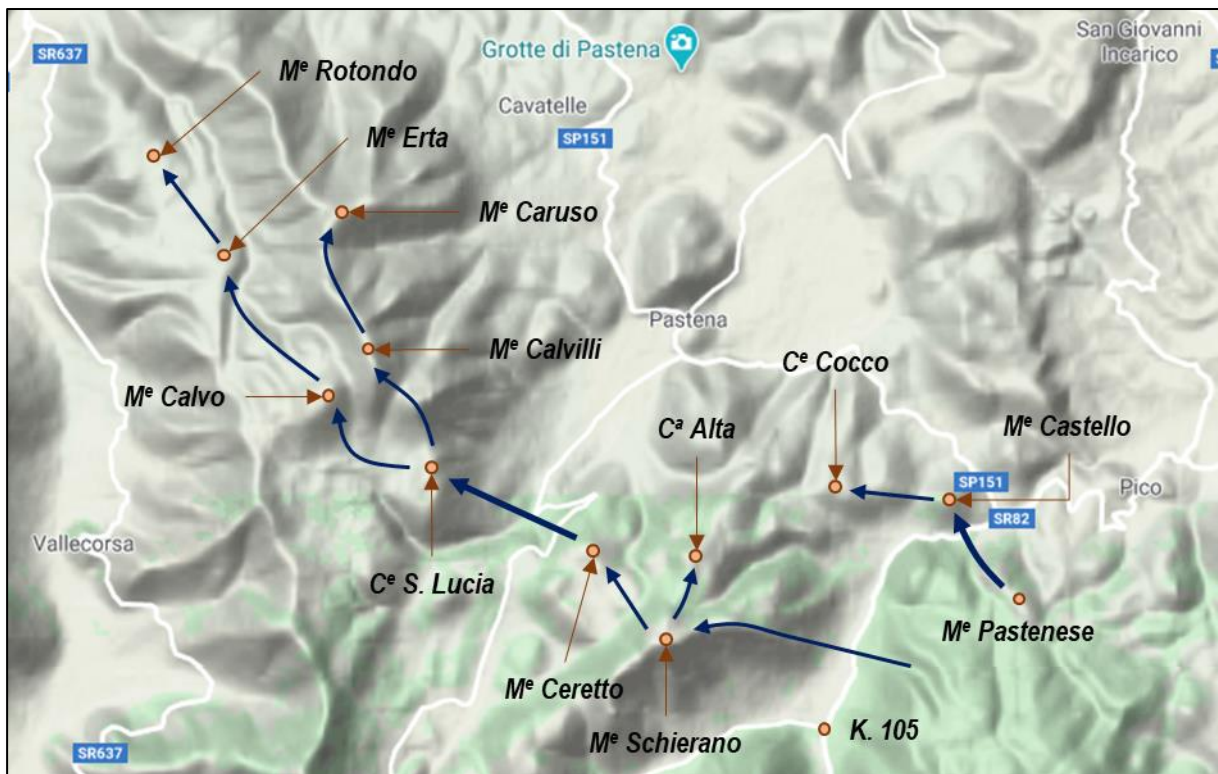 SR637
Grotte di Pastena
San Giovanni
Incarico
Mᵉ Rotondo
Cavatelle
Mᵉ Erta
SP151
Mᵉ Caruso
Pastena
Mᵉ Calvilli
Cᵉ Cocco
Mᵉ Calvo
Cᵃ Alta
Mᵉ Castello
SP151
Pico
SR82
Vallecorsa
Cᵉ S. Lucia
Mᵉ Pastenese
Mᵉ Ceretto
Mᵉ Schierano
K. 105
SR637